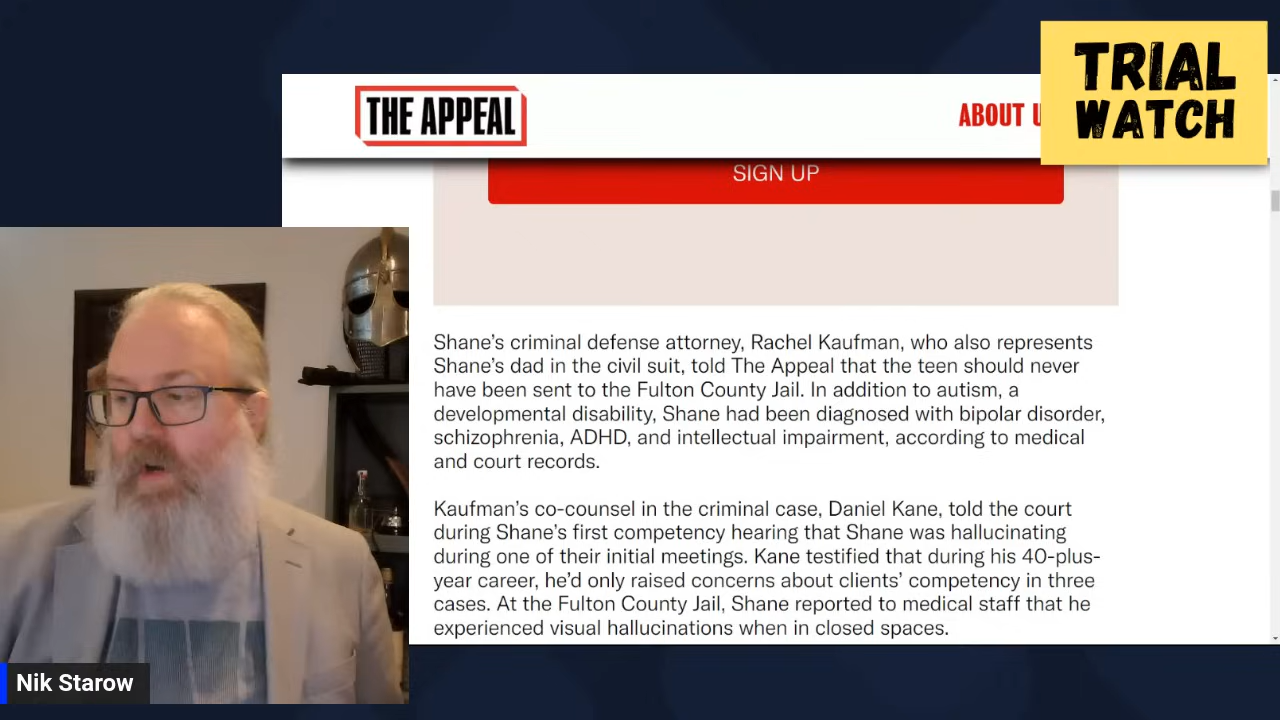 TRIAL
WATCH
THE APPEAL
ABOUT U
SIGN UP
Shane's criminal defense attorney, Rachel Kaufman, who also represents
Shane's dad in the civil suit, told The Appeal that the teen should never
have been sent to the Fulton County Jail. In addition to autism, a
developmental disability, Shane had been diagnosed with bipolar disorder,
schizophrenia, ADHD, and intellectual impairment, according to medical
and court records.
Kaufman's co-counsel in the criminal case, Daniel Kane, told the court
during Shane's first competency hearing that Shane was hallucinating
during one of their initial meetings. Kane testified that during his 40-plus-
year career, he'd only raised concerns about clients' competency in three
cases. At the Fulton County Jail, Shane reported to medical staff that he
experienced visual hallucinations when in closed spaces.
Nik Starow